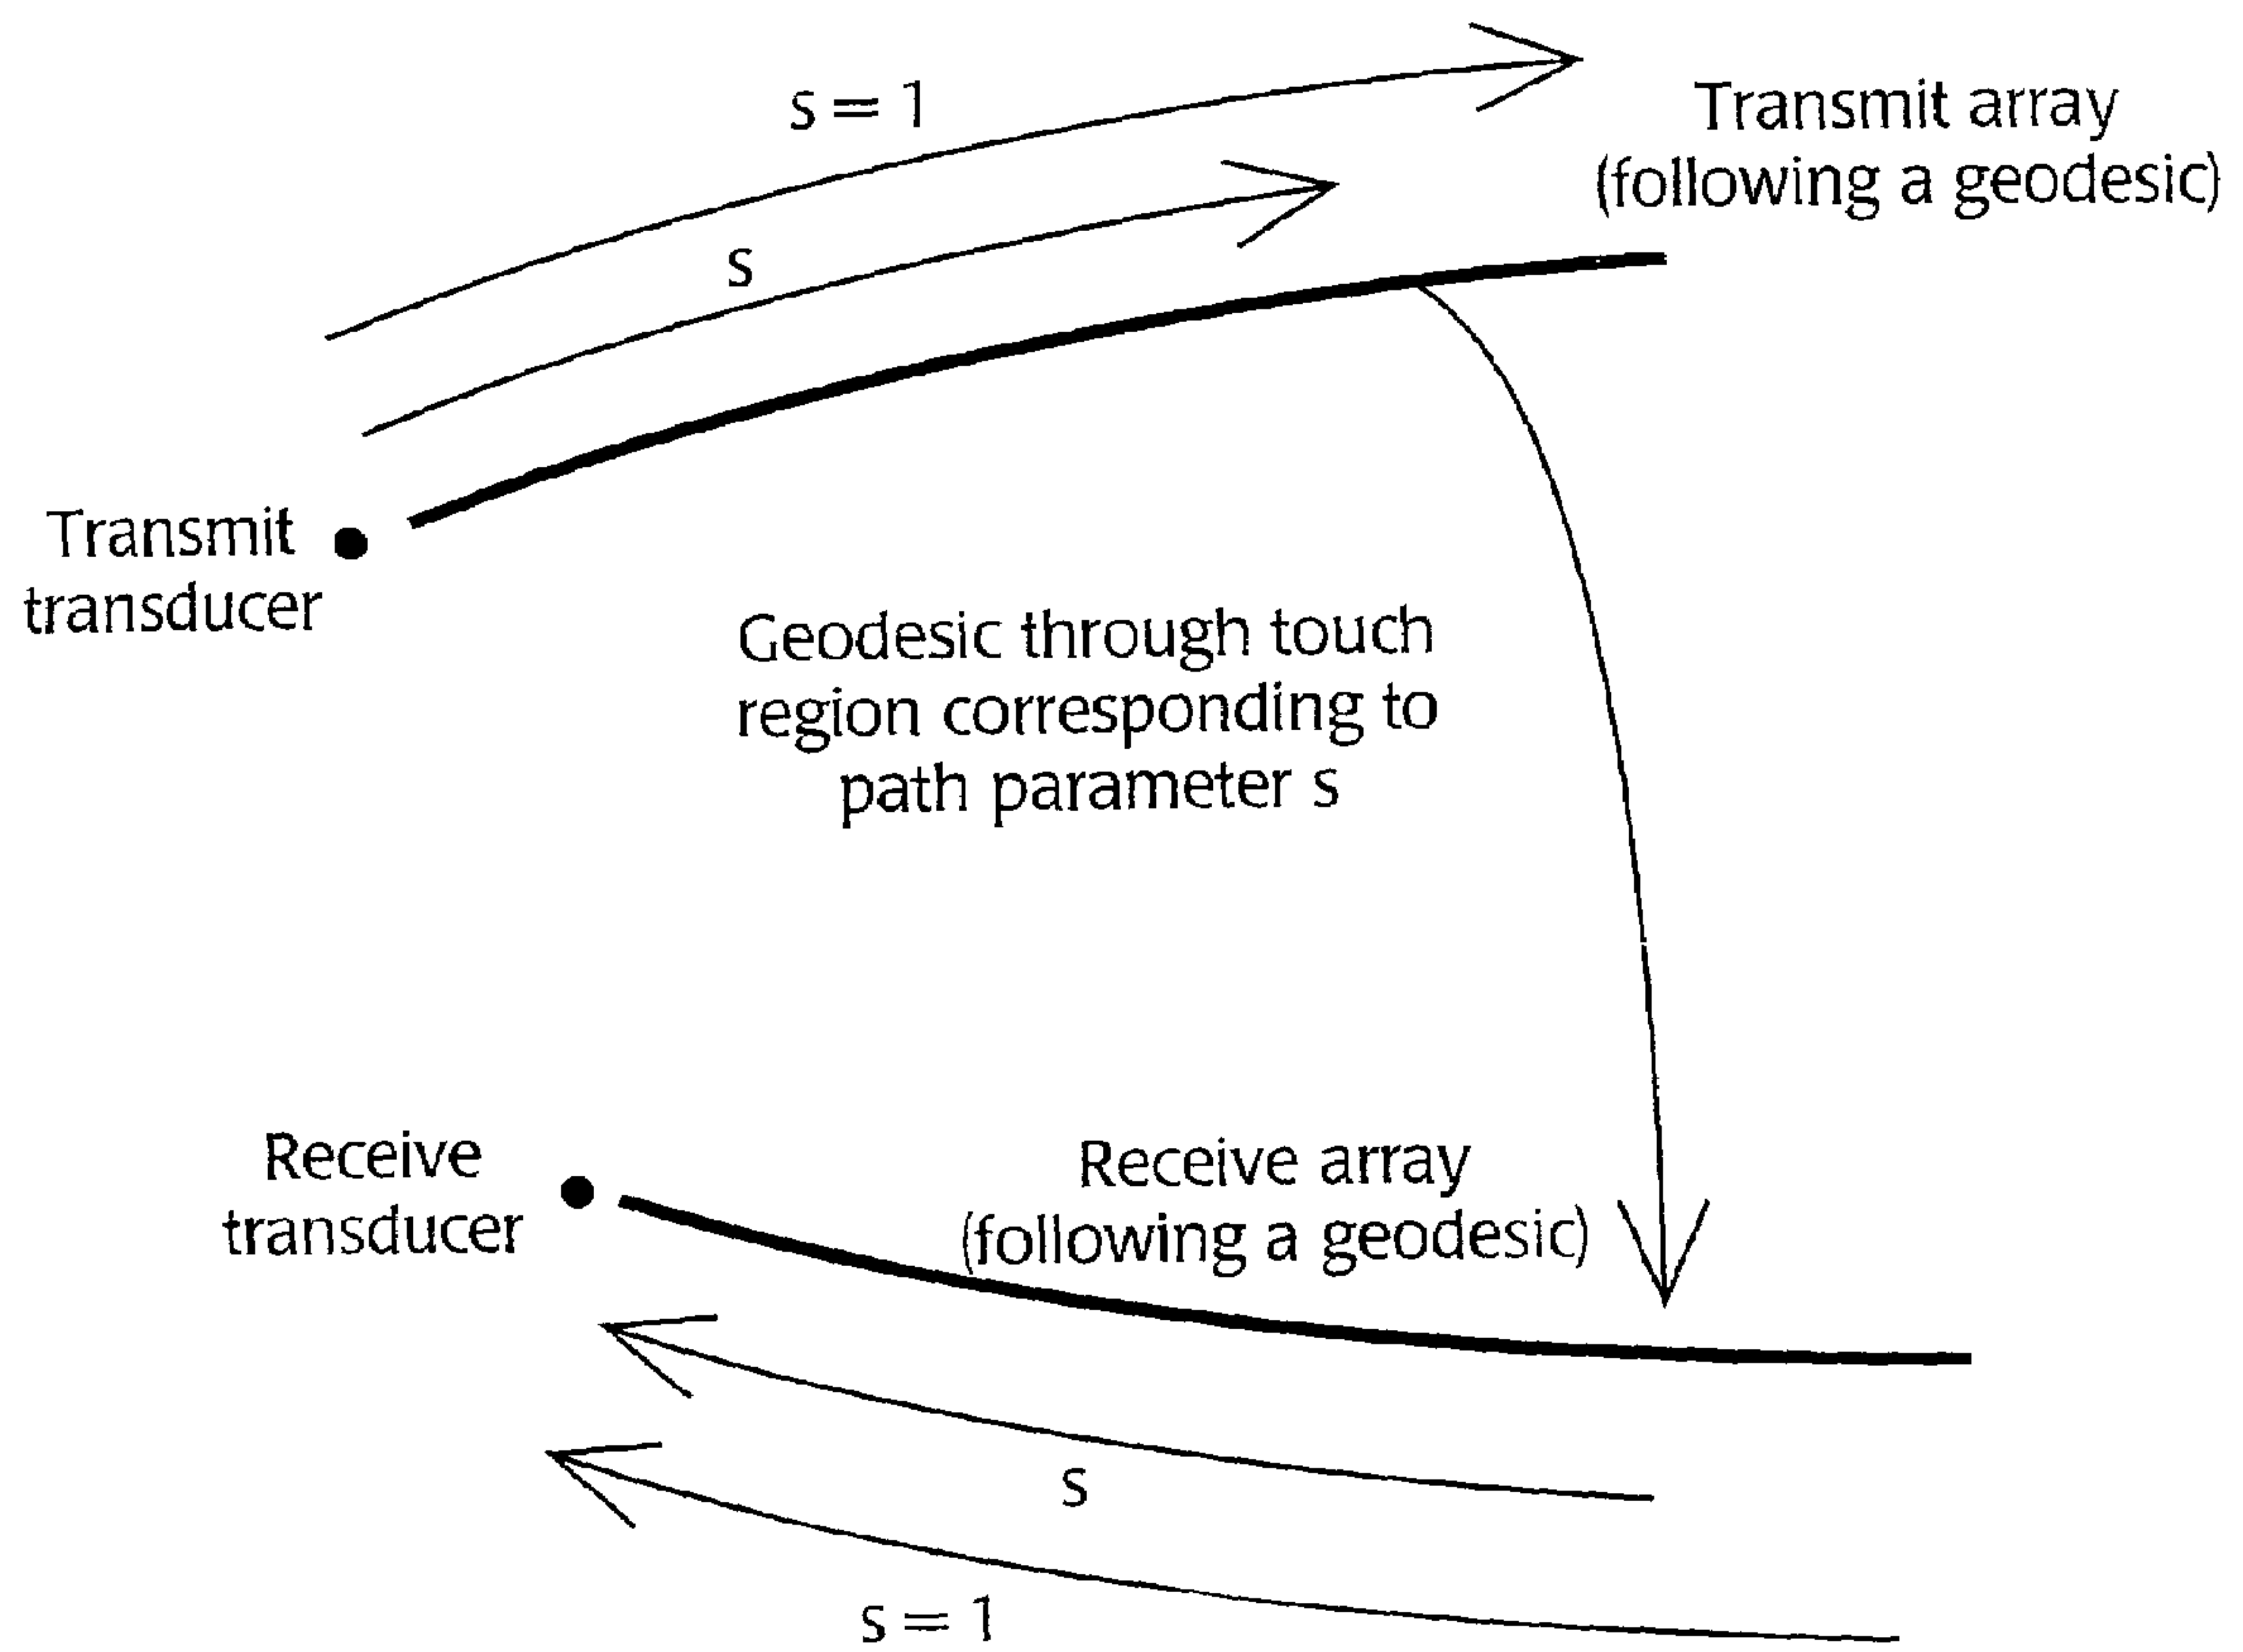 s = 1
Transmit array
(following a geodesic)
s
Transmit
transducer
Geodesic through touch
region corresponding to
path parameter s
Receive
transducer
Receive array
(following a geodesic)
s
s = 1